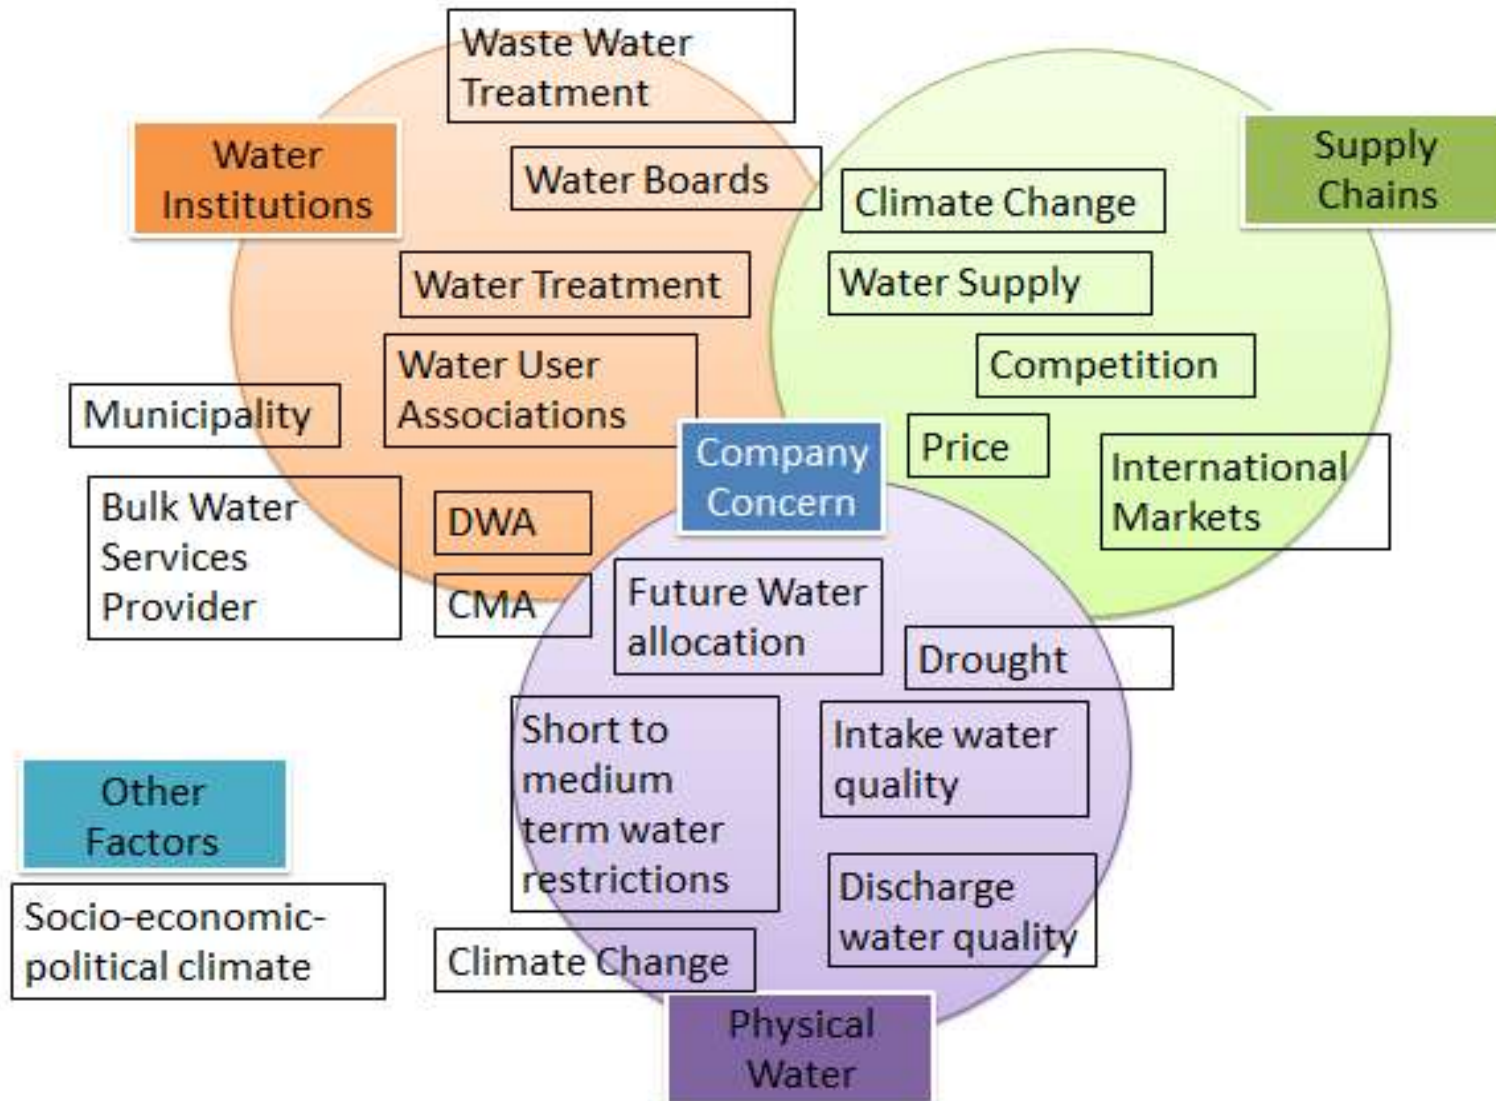 Waste Water
Treatment
Water
Institutions
Supply
Chains
Water Boards
Climate Change
Water Treatment
Water Supply
Water User
Associations
Competition
Municipality
Company
Concern
Price
International
Markets
Bulk Water
Services
Provider
DWA
CMA
Future Water
allocation
Drought
Short to
medium
term water
restrictions
Intake water
quality
Other
Factors
Discharge
water quality
Socio-economic-
political climate
Climate Change
Physical
Water